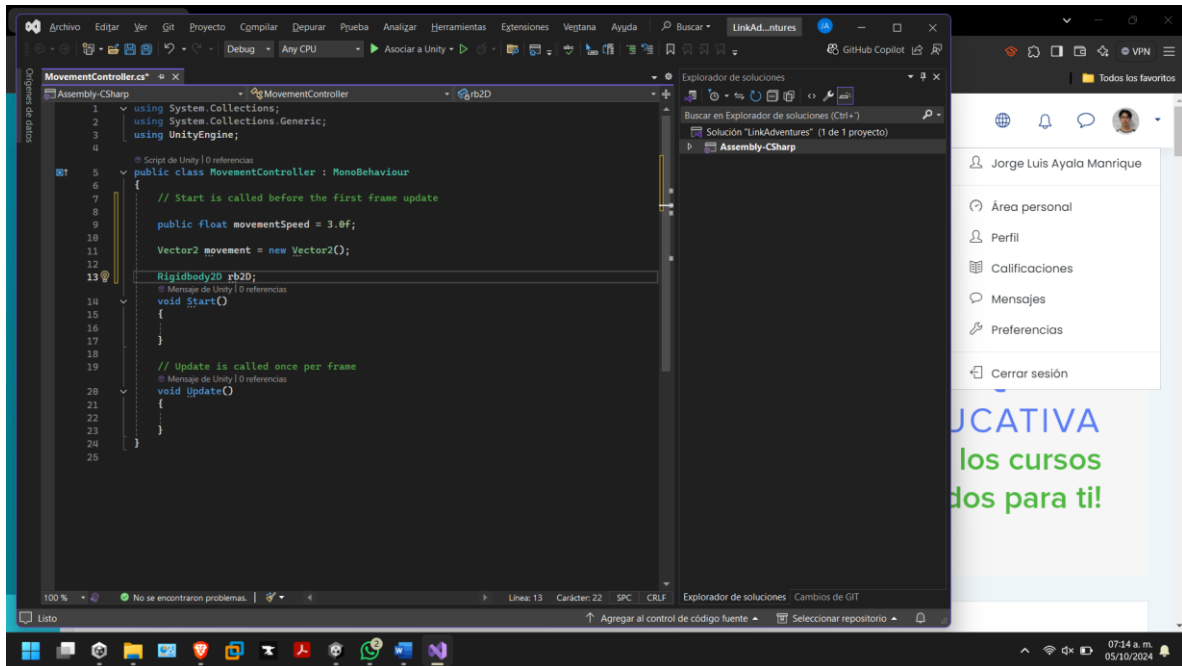 Archivo Editar Ver Git Proyecto Compilar Depurar Prueba Analizar Herramientas Extensiones Ventana Ayuda Buscar LinkAd...ntures JA
Debug Any CPU Asociar a Unity GitHub Copilot
VPN
Todos los favoritos
Orígenes de datos
MovementController.cs*
Assembly-CSharp MovementController rb2D
1 using System.Collections;
2 using System.Collections.Generic;
3 using UnityEngine;
4
Script de Unity | 0 referencias
5 public class MovementController : MonoBehaviour
6 {
7 // Start is called before the first frame update
8
9 public float movementSpeed = 3.0f;
10
11 Vector2 movement = new Vector2();
12
13 Rigidbody2D rb2D;
Mensaje de Unity | 0 referencias
14 void Start()
15 {
16
17 }
18
19 // Update is called once per frame
Mensaje de Unity | 0 referencias
20 void Update()
21 {
22
23 }
24 }
25
100 % No se encontraron problemas. Línea: 13 Carácter: 22 SPC CRLF
Explorador de soluciones
Buscar en Explorador de soluciones (Ctrl+´)
Solución "LinkAdventures" (1 de 1 proyecto)
Assembly-CSharp
Explorador de soluciones Cambios de GIT
Listo Agregar al control de código fuente Seleccionar repositorio
Jorge Luis Ayala Manrique
Área personal
Perfil
Calificaciones
Mensajes
Preferencias
Cerrar sesión
UCATIVA
los cursos
dos para ti!
2
07:14 a. m.
05/10/2024